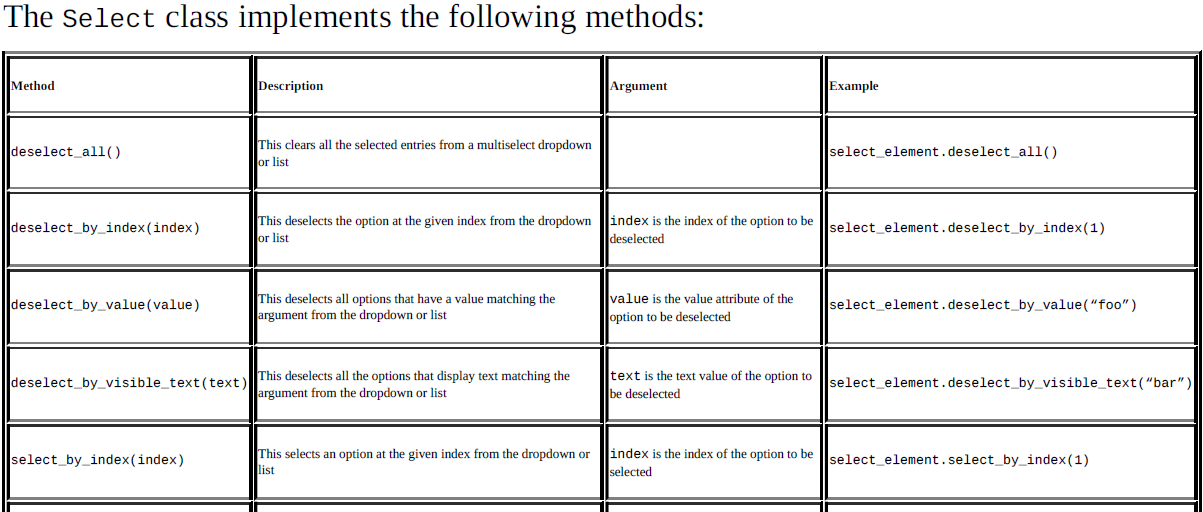 The Select class implements the following methods:
Method Description Argument Example
deselect_all()
This clears all the selected entries from a multiselect dropdown
or list
select_element.deselect_all()
deselect_by_index(index)
This deselects the option at the given index from the dropdown
or list
index is the index of the option to be
deselected
select_element.deselect_by_index(1)
deselect_by_value(value)
This deselects all options that have a value matching the
argument from the dropdown or list
value is the value attribute of the
option to be deselected
select_element.deselect_by_value(“foo”)
deselect_by_visible_text(text)
This deselects all the options that display text matching the
argument from the dropdown or list
text is the text value of the option to
be deselected
select_element.deselect_by_visible_text(“bar”)
select_by_index(index)
This selects an option at the given index from the dropdown or
list
index is the index of the option to be
selected
select_element.select_by_index(1)